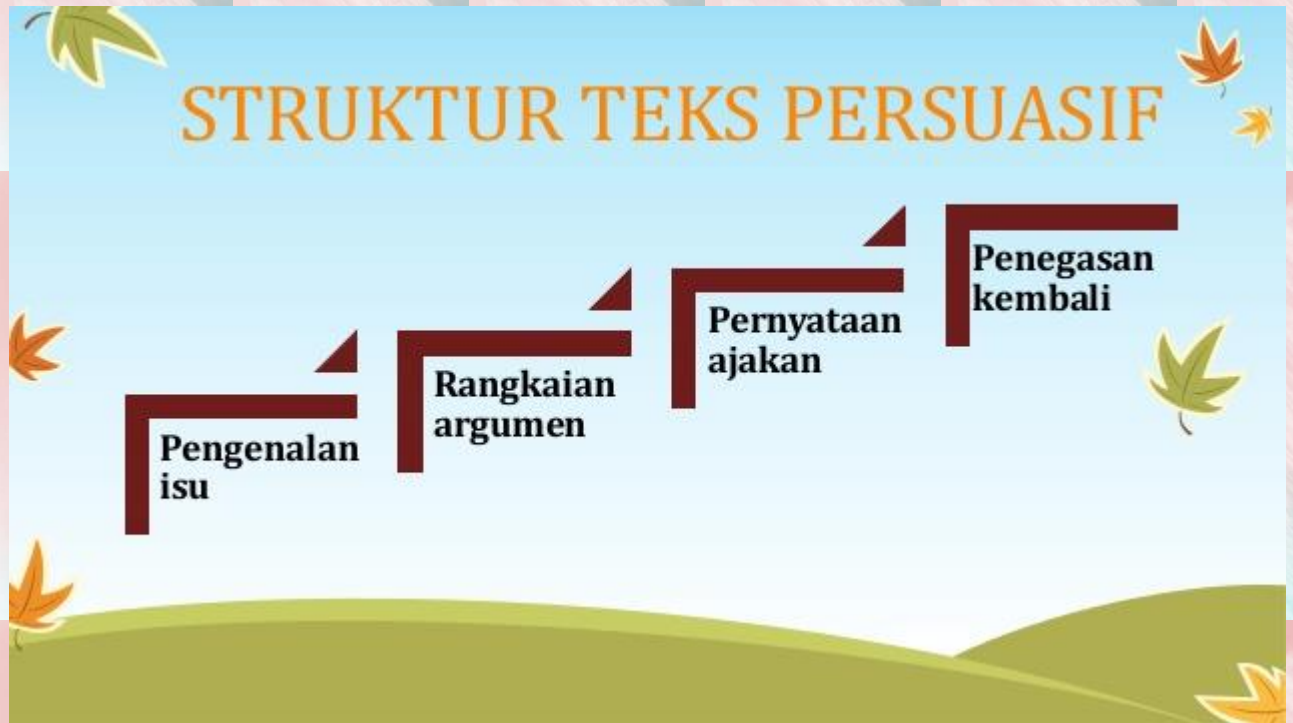 STRUKTUR TEKS PERSUASIF
Pengenalan
isu
Rangkaian
argumen
Pernyataan
ajakan
Penegasan
kembali